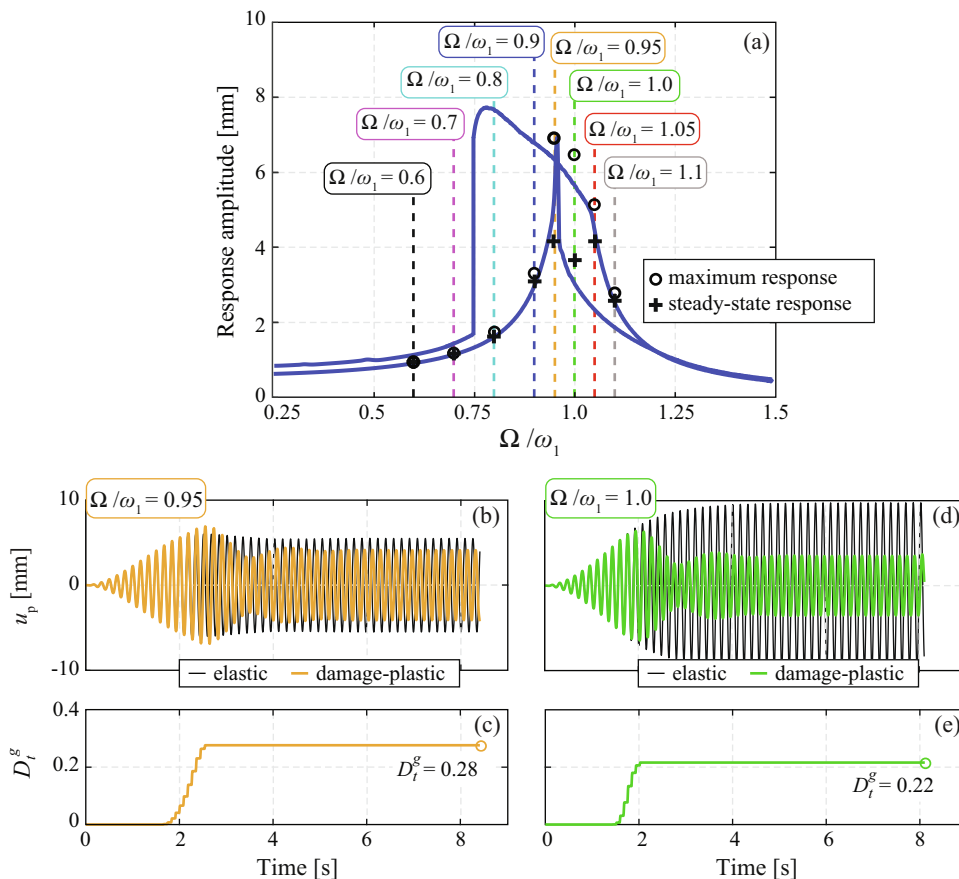 10
(a)
Ω/ω₁ = 0.9
Ω/ω₁ = 0.95
Ω/ω₁ = 0.8
Ω/ω₁ = 1.0
8
Ω/ω₁ = 0.7
Ω/ω₁ = 1.05
Ω/ω₁ = 0.6
Ω/ω₁ = 1.1
6
4
2
0
Response amplitude [mm]
maximum response
steady-state response
0.25 0.5 0.75 1.0 1.25 1.5
Ω/ω₁
Ω/ω₁ = 0.95
(b)
10
0
-10
uₚ [mm]
elastic damage-plastic
Ω/ω₁ = 1.0
(d)
elastic damage-plastic
(c)
0.4
0.2
0
D_t^g
D_t^g = 0.28
0 2 4 6 8
Time [s]
(e)
D_t^g = 0.22
0 2 4 6 8
Time [s]